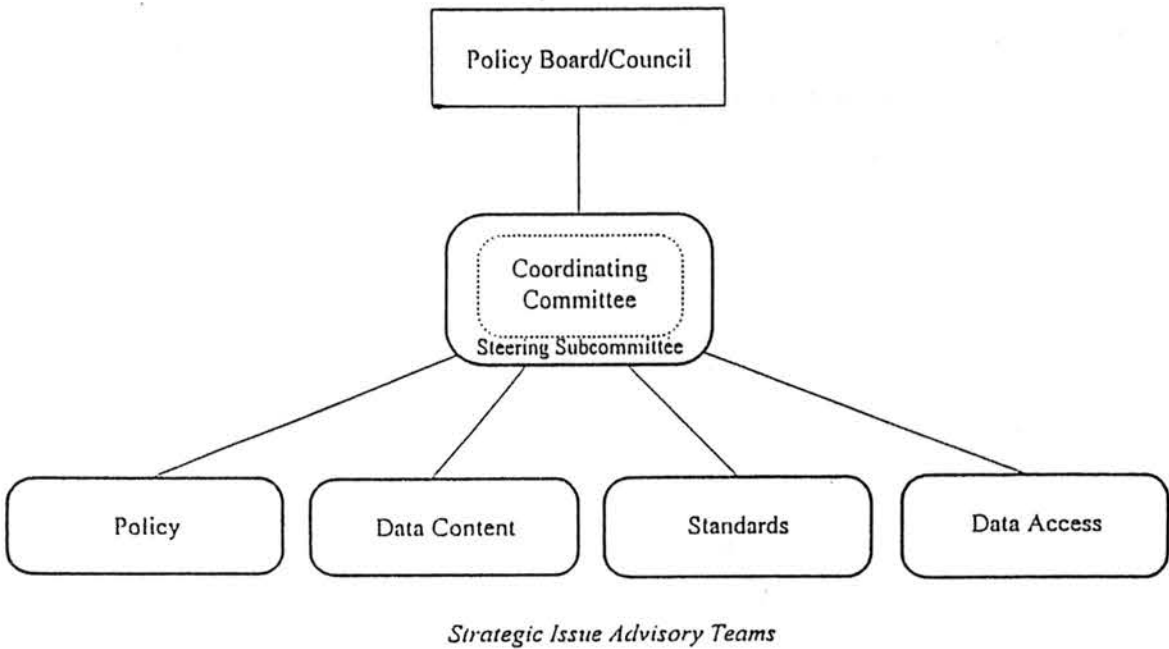 Policy Board/Council
Coordinating
Committee
Steering Subcommittee
Policy
Data Content
Standards
Data Access
Strategic Issue Advisory Teams